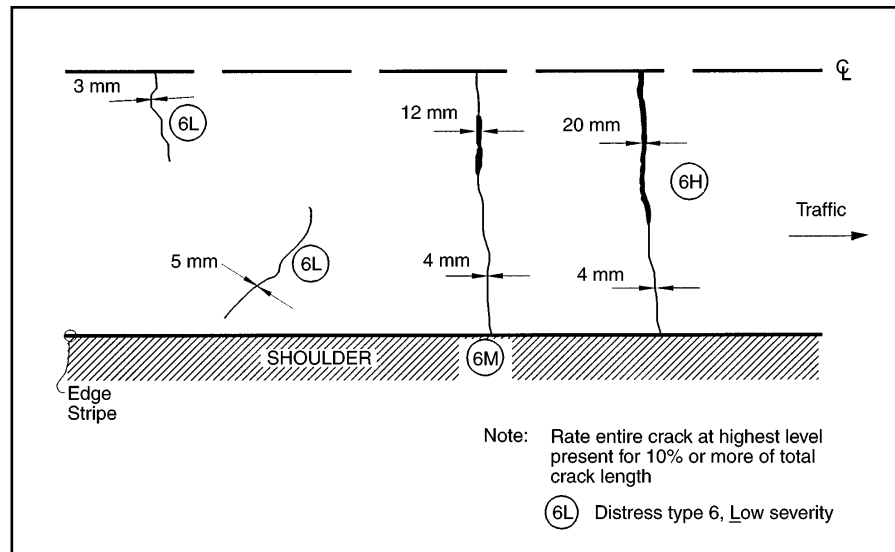 ℄
3 mm
6L
12 mm
20 mm
6H
Traffic
5 mm
6L
4 mm
4 mm
SHOULDER
6M
Edge
Stripe
Note: Rate entire crack at highest level
present for 10% or more of total
crack length
6L Distress type 6, Low severity